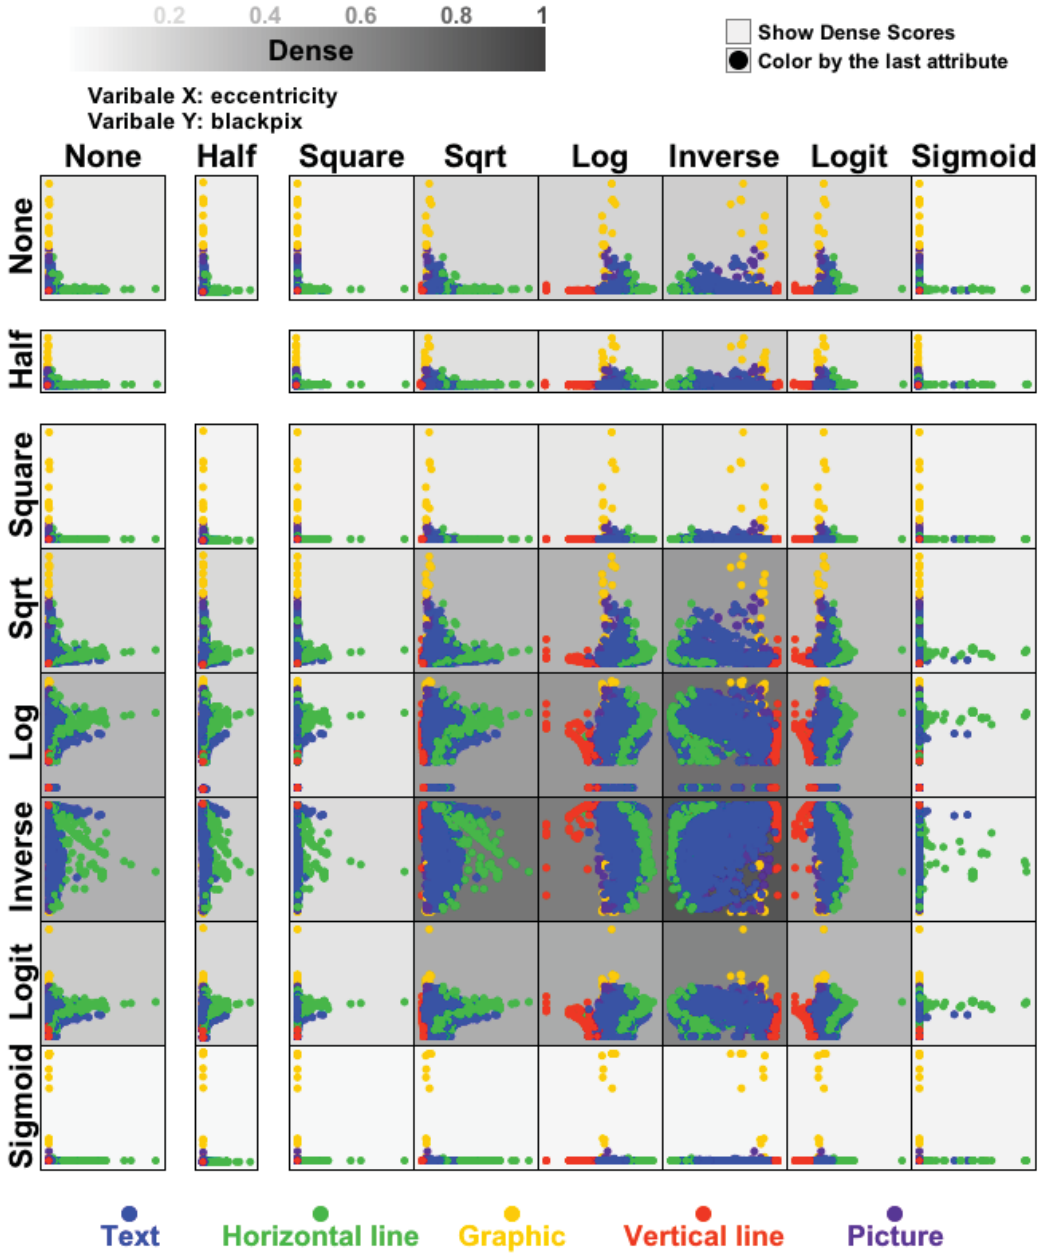 0.2 0.4 0.6 0.8 1
Dense
Show Dense Scores
Color by the last attribute
Varibale X: eccentricity
Varibale Y: blackpix
None Half Square Sqrt Log Inverse Logit Sigmoid
None
Half
Square
Sqrt
Log
Inverse
Logit
Sigmoid
Text Horizontal line Graphic Vertical line Picture